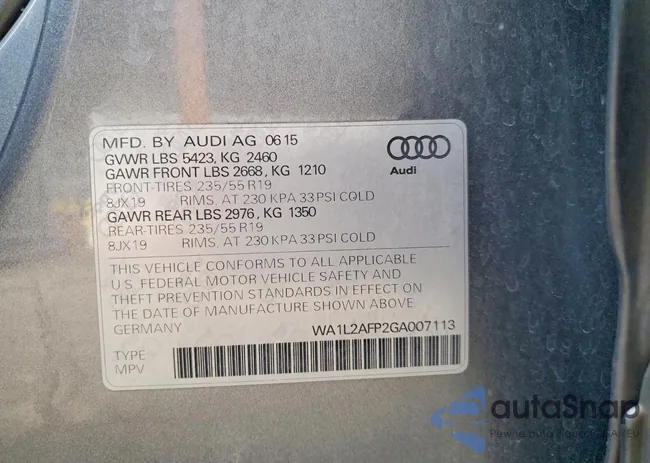 MFD. BY AUDI AG 06 15
GVWR LBS 5423, KG 2460
GAWR FRONT LBS 2668, KG 1210
FRONT-TIRES 235/55 R19
8JX19 RIMS, AT 230 KPA 33 PSI COLD
GAWR REAR LBS 2976, KG 1350
REAR-TIRES 235/55 R19
8JX19 RIMS, AT 230 KPA 33 PSI COLD
Audi
THIS VEHICLE CONFORMS TO ALL APPLICABLE
U.S. FEDERAL MOTOR VEHICLE SAFETY AND
THEFT PREVENTION STANDARDS IN EFFECT ON
THE DATE OF MANUFACTURE SHOWN ABOVE
GERMANY WA1L2AFP2GA007113
TYPE
MPV
autaSnap
Pewne auta